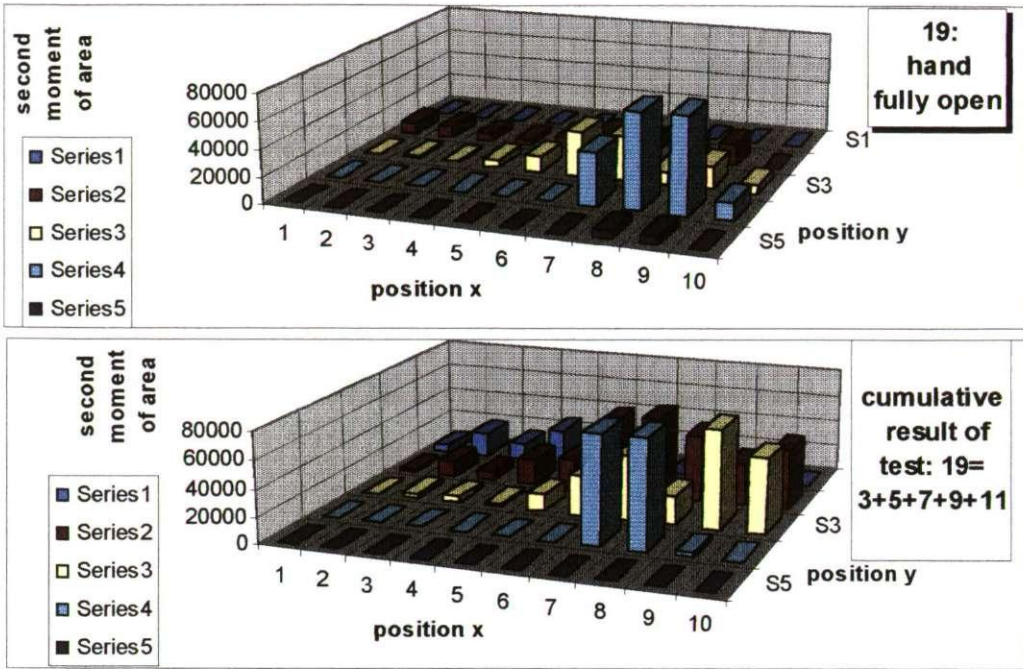 second
moment
of area
80000
60000
40000
20000
0
1 2 3 4 5 6 7 8 9 10
position x
S1
S3
S5
position y
Series1
Series2
Series3
Series4
Series5
19:
hand
fully open
second
moment
of area
80000
60000
40000
20000
0
1 2 3 4 5 6 7 8 9 10
position x
S3
S5
position y
Series1
Series2
Series3
Series4
Series5
cumulative
result of
test: 19=
3+5+7+9+11